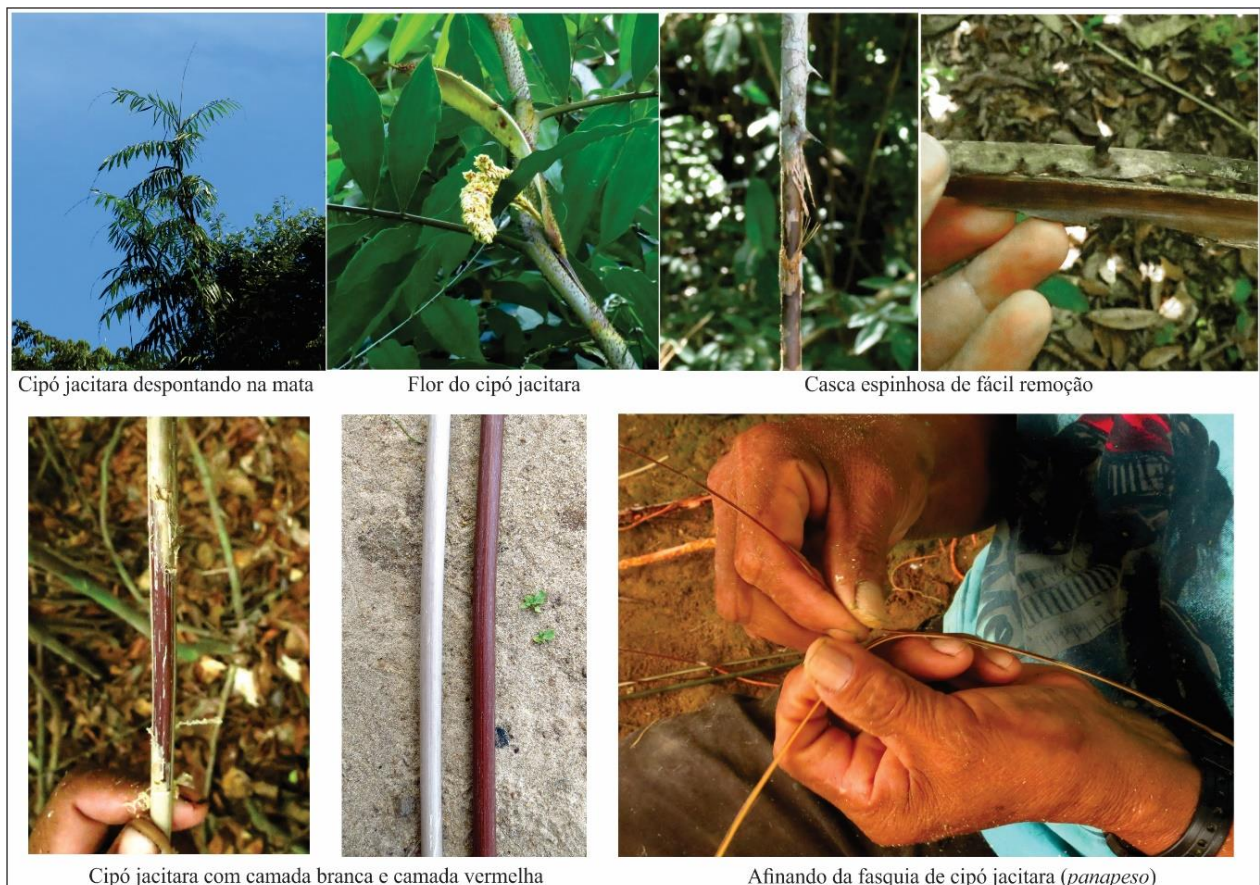 Cipó jacitara despontando na mata
Flor do cipó jacitara
Casca espinhosa de fácil remoção
Cipó jacitara com camada branca e camada vermelha
Afinando da fasquia de cipó jacitara (panapeso)